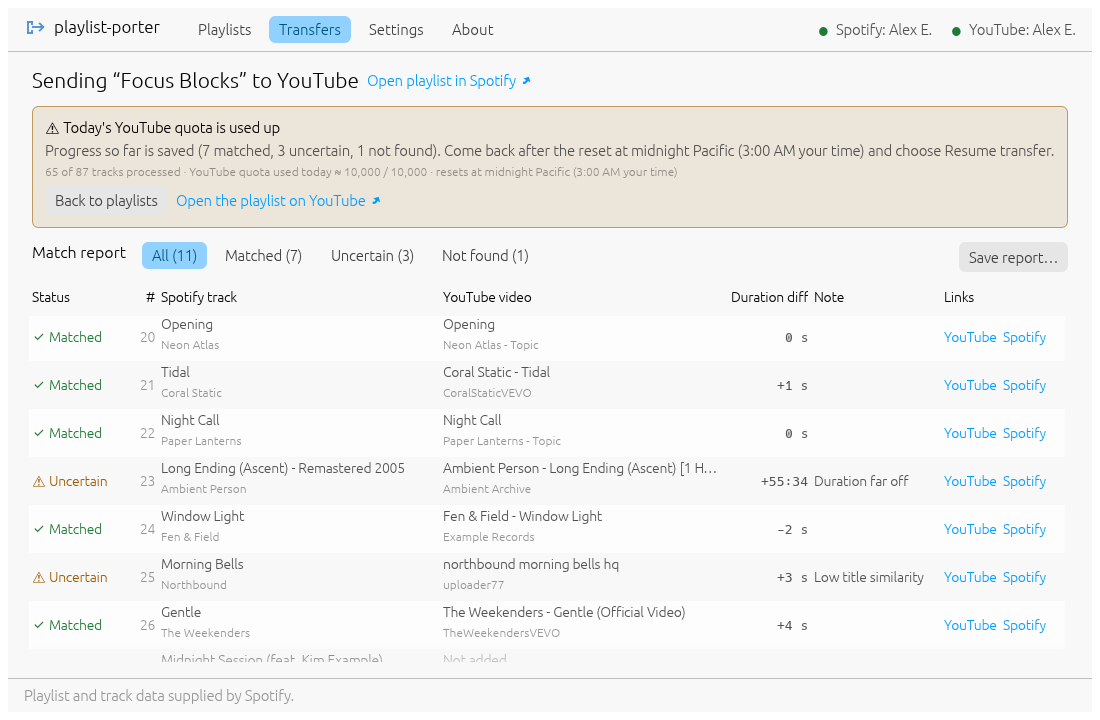 playlist-porter Playlists Transfers Settings About Spotify: Alex E. YouTube: Alex E.
Sending “Focus Blocks” to YouTube Open playlist in Spotify
Today's YouTube quota is used up
Progress so far is saved (7 matched, 3 uncertain, 1 not found). Come back after the reset at midnight Pacific (3:00 AM your time) and choose Resume transfer.
65 of 87 tracks processed · YouTube quota used today ≈ 10,000 / 10,000 · resets at midnight Pacific (3:00 AM your time)
Back to playlists Open the playlist on YouTube
Match report All (11) Matched (7) Uncertain (3) Not found (1) Save report…
Status # Spotify track YouTube video Duration diff Note Links
Opening Opening
Matched 20 0 s YouTube Spotify
Neon Atlas Neon Atlas - Topic
Tidal Coral Static - Tidal
Matched 21 +1 s YouTube Spotify
Coral Static CoralStaticVEVO
Night Call Night Call
Matched 22 0 s YouTube Spotify
Paper Lanterns Paper Lanterns - Topic
Long Ending (Ascent) - Remastered 2005 Ambient Person - Long Ending (Ascent) [1 H…
Uncertain 23 +55:34 Duration far off YouTube Spotify
Ambient Person Ambient Archive
Window Light Fen & Field - Window Light
Matched 24 −2 s YouTube Spotify
Fen & Field Example Records
Morning Bells northbound morning bells hq
Uncertain 25 +3 s Low title similarity YouTube Spotify
Northbound uploader77
Gentle The Weekenders - Gentle (Official Video)
Matched 26 +4 s YouTube Spotify
The Weekenders TheWeekendersVEVO
Midnight Session (feat. Kim Example) Not added
Playlist and track data supplied by Spotify.